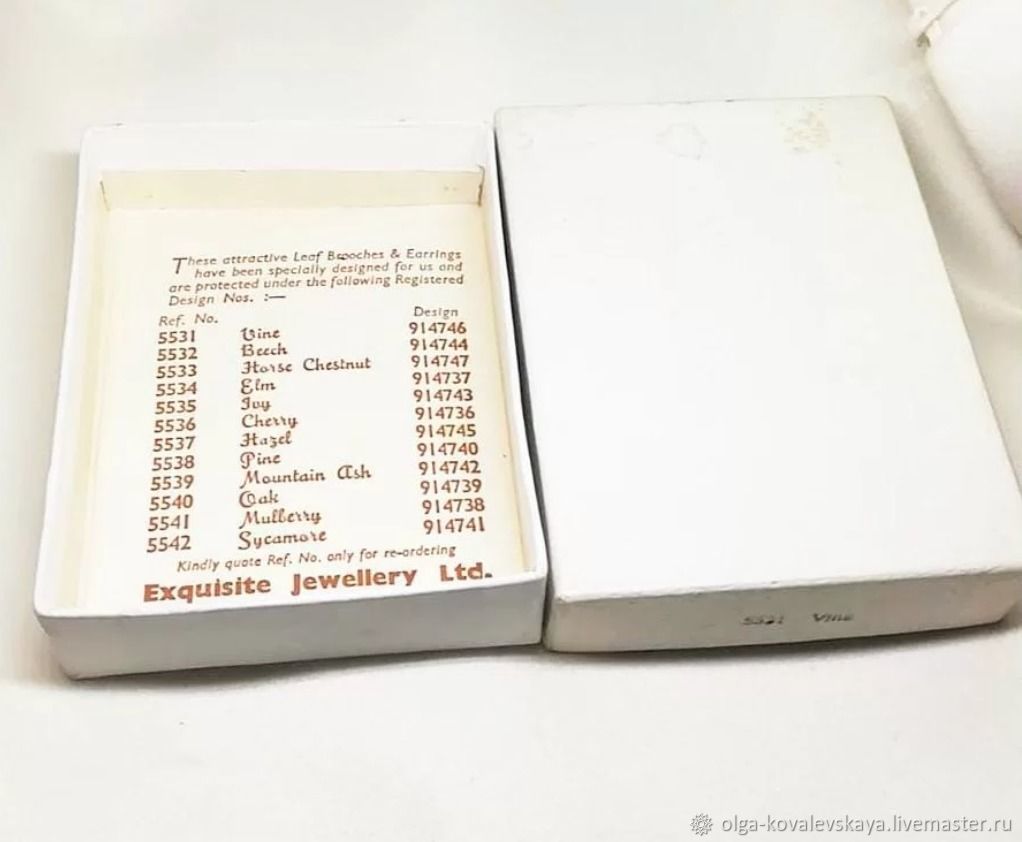 These attractive Leaf Brooches & Earrings
have been specially designed for us and
are protected under the following Registered
Design Nos. :—
Ref. No. Design
5531 Vine 914746
5532 Beech 914744
5533 Horse Chestnut 914747
5534 Elm 914737
5535 Ivy 914743
5536 Cherry 914736
5537 Hazel 914745
5538 Pine 914740
5539 Mountain Ash 914742
5540 Oak 914739
5541 Mulberry 914738
5542 Sycamore 914741
Kindly quote Ref. No. only for re-ordering
Exquisite Jewellery Ltd.
5531 Vine
olga-kovalevskaya.livemaster.ru